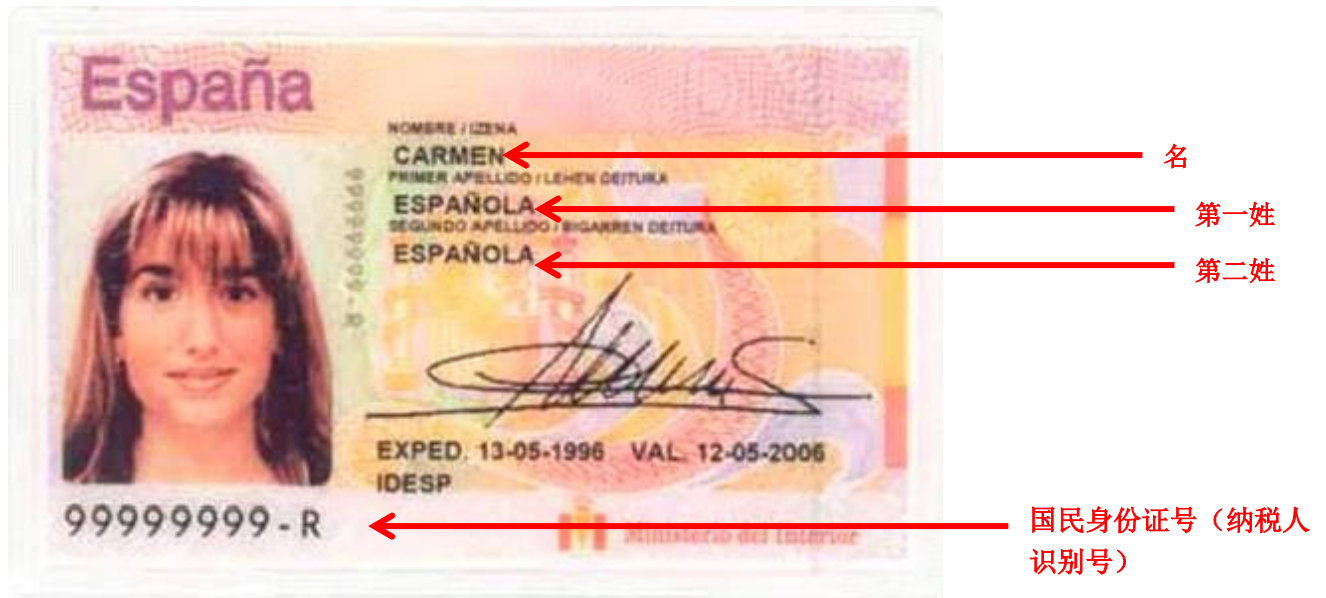 España
NOMBRE / IZENA
CARMEN
名
PRIMER APELLIDO / LEHEN DEITURA
ESPAÑOLA
第一姓
SEGUNDO APELLIDO / BIGARREN DEITURA
ESPAÑOLA
第二姓
EXPED. 13-05-1996 VAL. 12-05-2006
IDESP
99999999-R
Ministerio del Interior
国民身份证号（纳税人
识别号）